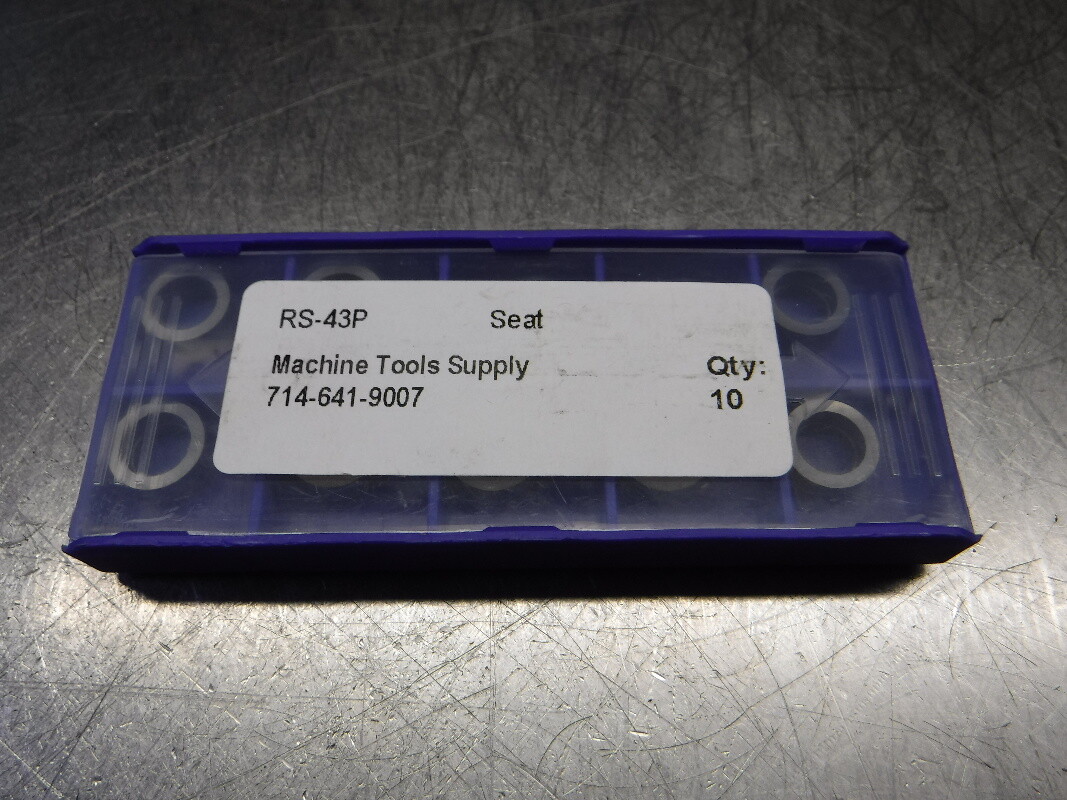 RS-43P Seat
Machine Tools Supply Qty:
714-641-9007 10